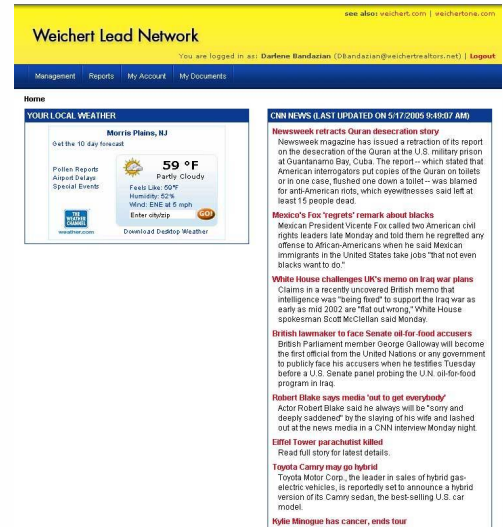 see also: weichert.com | weichertone.com
Weichert Lead Network
You are logged in as: Darlene Bandazian (DBandazian@weichertrealtors.net) | Logout
Management Reports My Account My Documents
Home
YOUR LOCAL WEATHER
Morris Plains, NJ
Get the 10 day forecast
Pollen Reports
Airport Delays
Special Events
59 °F
Partly Cloudy
Feels Like: 59°F
Humidity: 52%
Wind: ENE at 5 mph
Enter city/zip GO!
THE WEATHER CHANNEL
weather.com
Download Desktop Weather
CNN NEWS (LAST UPDATED ON 5/17/2005 9:49:07 AM)
Newsweek retracts Quran desecration story
Newsweek magazine has issued a retraction of its report
on the desecration of the Quran at the U.S. military prison
at Guantanamo Bay, Cuba. The report -- which stated that
American interrogators put copies of the Quran on toilets
or in one case, flushed one down a toilet -- was blamed
for anti-American riots, which eyewitnesses said left at
least 15 people dead.
Mexico's Fox 'regrets' remark about blacks
Mexican President Vicente Fox called two American civil
rights leaders late Monday and told them he regretted any
offense to African-Americans when he said Mexican
immigrants in the United States take jobs "that not even
blacks want to do."
White House challenges UK's memo on Iraq war plans
Claims in a recently uncovered British memo that
intelligence was "being fixed" to support the Iraq war as
early as mid 2002 are "flat out wrong," White House
spokesman Scott McClellan said Monday.
British lawmaker to face Senate oil-for-food accusers
British Parliament member George Galloway will become
the first official from the United Nations or any government
to publicly face his accusers when he testifies Tuesday
before a U.S. Senate panel probing the U.N. oil-for-food
program in Iraq.
Robert Blake says media 'out to get everybody'
Actor Robert Blake said he always will be "sorry and
deeply saddened" by the slaying of his wife and lashed
out at the news media in a CNN interview Monday night.
Eiffel Tower parachutist killed
Read full story for latest details.
Toyota Camry may go hybrid
Toyota Motor Corp., the leader in sales of hybrid gas-
electric vehicles, is reportedly set to announce a hybrid
version of its Camry sedan, the best-selling U.S. car
model.
Kylie Minogue has cancer, ends tour